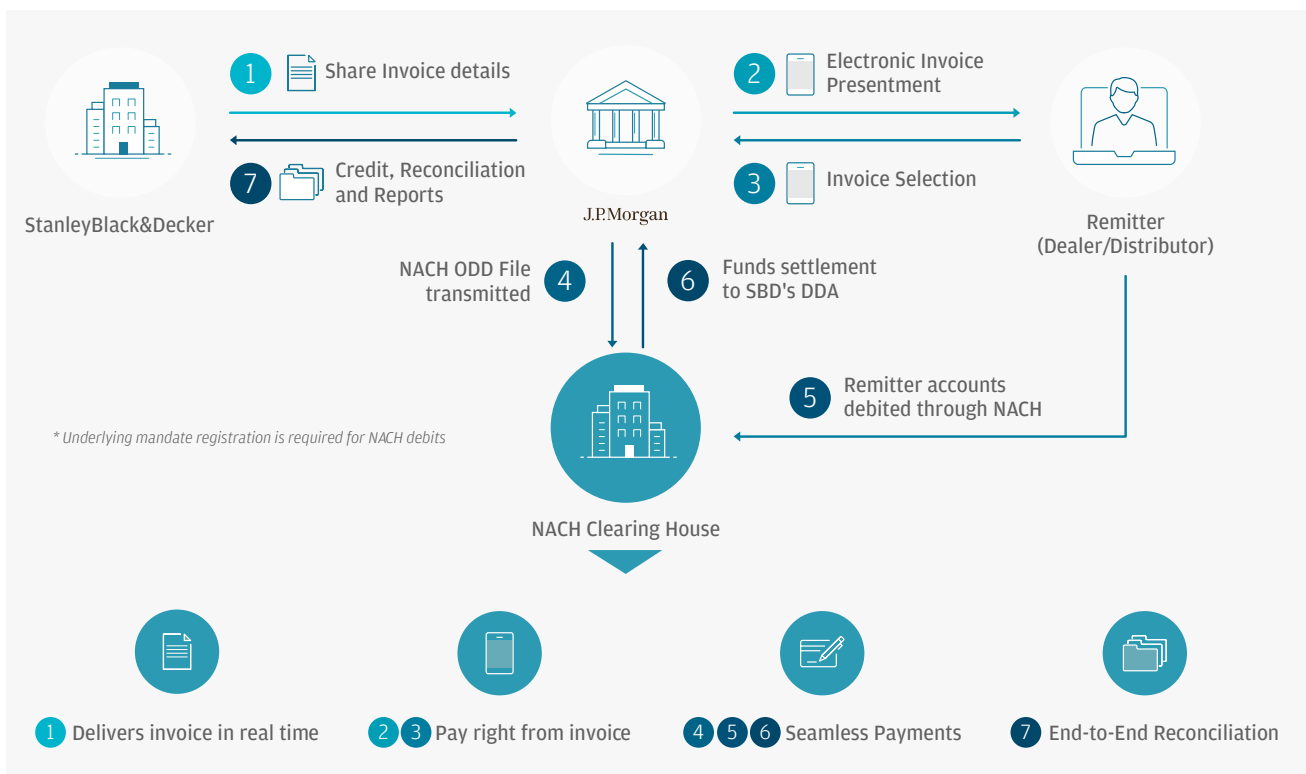 1
Share Invoice details
2
Electronic Invoice
Presentment
7
Credit, Reconciliation
and Reports
3
Invoice Selection
StanleyBlack&Decker
J.P.Morgan
Remitter
(Dealer/Distributor)
NACH ODD File
transmitted
4
6
Funds settlement
to SBD's DDA
5
Remitter accounts
debited through NACH
* Underlying mandate registration is required for NACH debits
NACH Clearing House
1 Delivers invoice in real time
2 3 Pay right from invoice
4 5 6 Seamless Payments
7 End-to-End Reconciliation